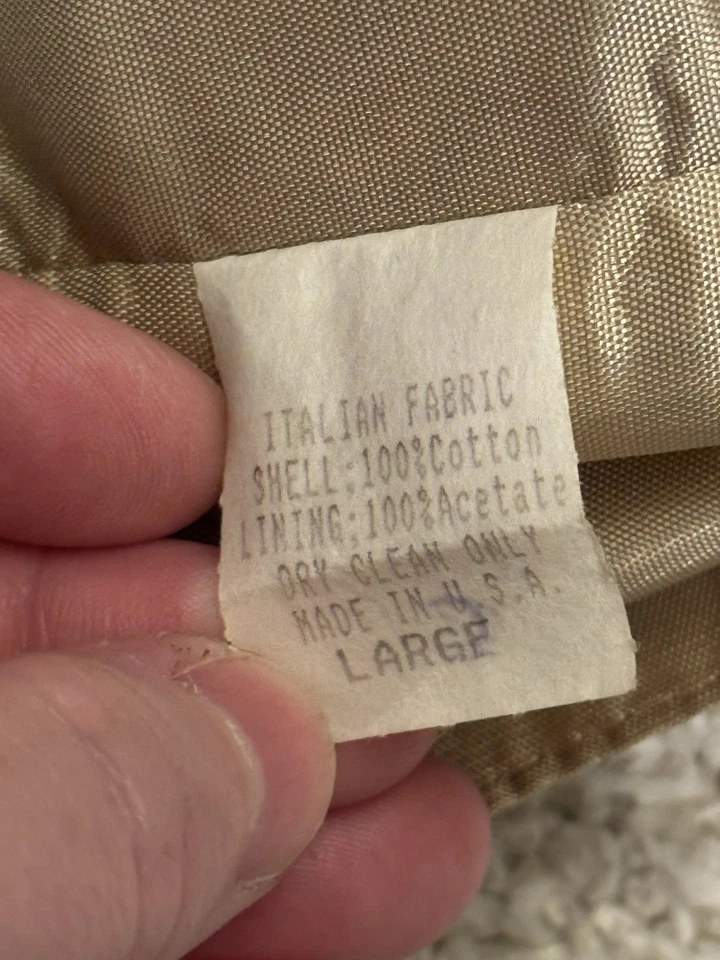 ITALIAN FABRIC
SHELL:100%Cotton
LINING:100%Acetate
DRY CLEAN ONLY
MADE IN U.S.A.
LARGE